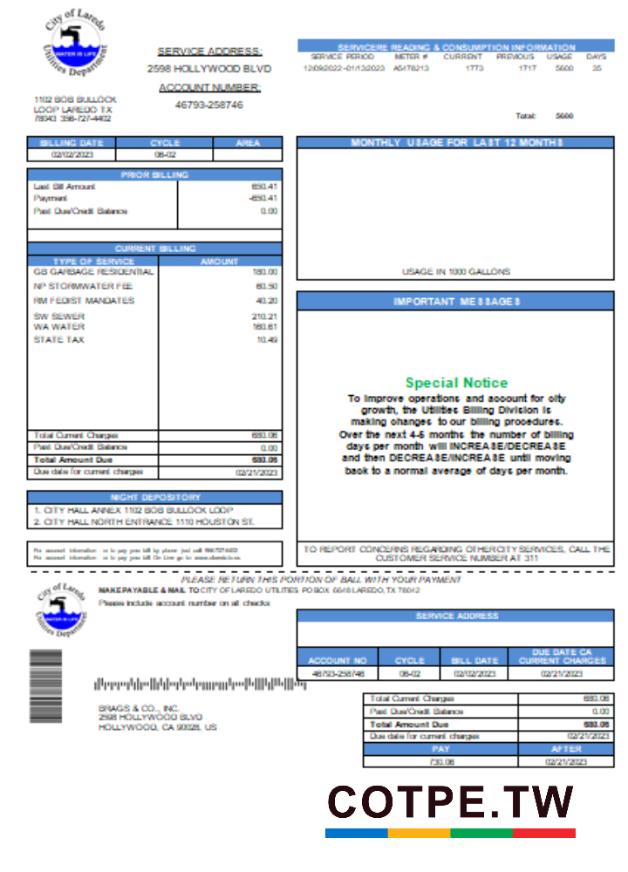 City of Laredo
WATER IS LIFE
Utilities Department
1102 BOB BULLOCK
LOOP LAREDO TX
78043 356-727-4402
SERVICE ADDRESS:
2598 HOLLYWOOD BLVD
ACCOUNT NUMBER:
46793-258746
SERVICERE READING & CONSUMPTION INFORMATION
SERVICE PERIOD METER # CURRENT PREVIOUS USAGE DAYS
12/09/2022-01/13/2023 A5178213 1773 1717 5600 35
Total: 5600
BILLING DATE CYCLE AREA
02/02/2023 06-02
PRIOR BILLING
Last Bill Amount 650.41
Payment -650.41
Past Due/Credit Balance 0.00
CURRENT BILLING
TYPE OF SERVICE AMOUNT
GB GARBAGE RESIDENTIAL 180.00
NP STORMWATER FEE 60.50
RM FED/ST MANDATES 40.20
SW SEWER 210.21
WA WATER
STATE TAX 10.49
Total Current Charges 680.06
Past Due/Credit Balance 0.00
Total Amount Due 680.06
Due date for current charges 02/21/2023
NIGHT DEPOSITORY
1. CITY HALL ANNEX 1102 BOB BULLOCK LOOP
2. CITY HALL NORTH ENTRANCE 1110 HOUSTON ST.
MONTHLY USAGE FOR LAST 12 MONTHS
USAGE IN 1000 GALLONS
IMPORTANT MESSAGES
Special Notice
To improve operations and account for city
growth, the Utilities Billing Division is
making changes to our billing procedures.
Over the next 4-5 months the number of billing
days per month will INCREASE/DECREASE
and then DECREASE/INCREASE until moving
back to a normal average of days per month.
TO REPORT CONCERNS REGARDING OTHER CITY SERVICES, CALL THE
CUSTOMER SERVICE NUMBER AT 311
PLEASE RETURN THIS PORTION OF BALL WITH YOUR PAYMENT
City of Laredo
WATER IS LIFE
Utilities Department
MAKE PAYABLE & MAIL TO CITY OF LAREDO UTILITIES PO BOX 6548 LAREDO, TX 78042
Please include account number on all checks
SERVICE ADDRESS
ACCOUNT NO CYCLE BILL DATE DUE DATE CA CURRENT CHARGES
46793-258746 06-02 02/02/2023 02/21/2023
BRAGS & CO., INC.
2598 HOLLYWOOD BLVD
HOLLYWOOD, CA 90028, US
Total Current Charges 680.06
Past Due/Credit Balance 0.00
Total Amount Due 680.06
Due date for current charges 02/21/2023
PAY AFTER
730.06 02/21/2023
COTPE.TW